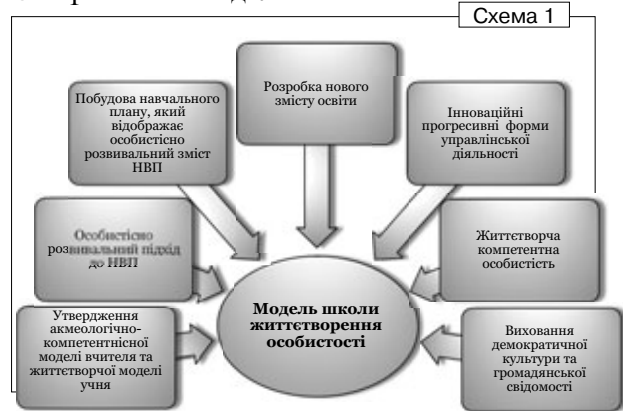 Схема 1
Розробка нового
змісту освіти
Побудова навчального
плану, який
відображає
особистісно
розвивальний зміст
НВП
Інноваційні
прогресивні форми
управлінської
діяльності
Особистісно
розвивальний підхід
до НВП
Життєтворча
компетентна
особистість
Модель школи
життєтворення
особистості
Утвердження
акмеологічно-
компетентнісної
моделі вчителя та
життєтворчої моделі
учня
Виховання
демократичної
культури та
громадянської
свідомості